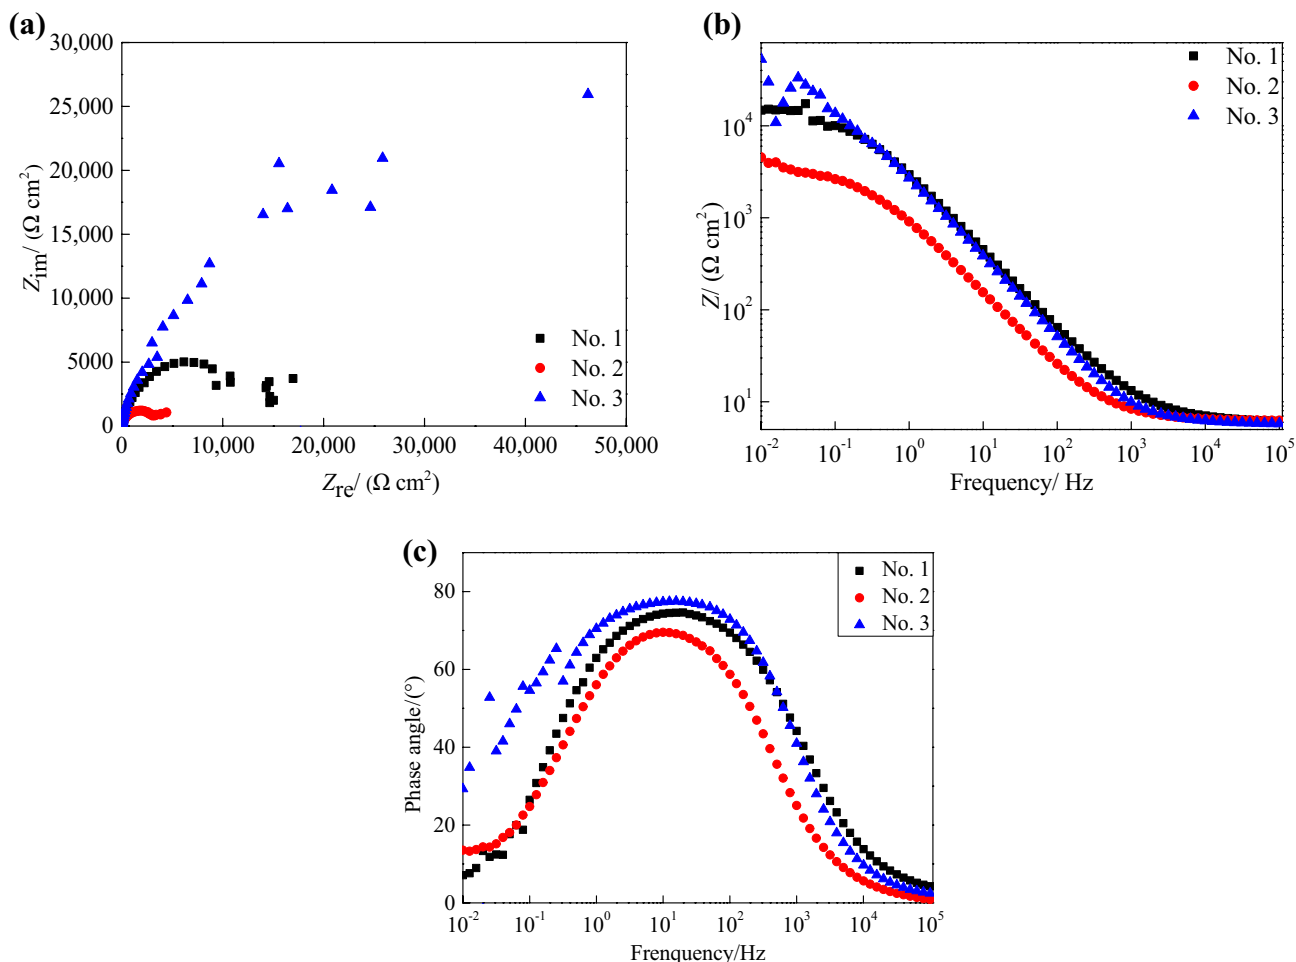 (a)
30,000
25,000
20,000
15,000
10,000
5000
0
Z_im/ (Ω cm²)
No. 1
No. 2
No. 3
0 10,000 20,000 30,000 40,000 50,000
Z_re/ (Ω cm²)
(b)
10⁴
10³
10²
10¹
Z/ (Ω cm²)
No. 1
No. 2
No. 3
10⁻² 10⁻¹ 10⁰ 10¹ 10² 10³ 10⁴ 10⁵
Frequency/ Hz
(c)
80
60
40
20
0
Phase angle/(°)
No. 1
No. 2
No. 3
10⁻² 10⁻¹ 10⁰ 10¹ 10² 10³ 10⁴ 10⁵
Frenquency/Hz